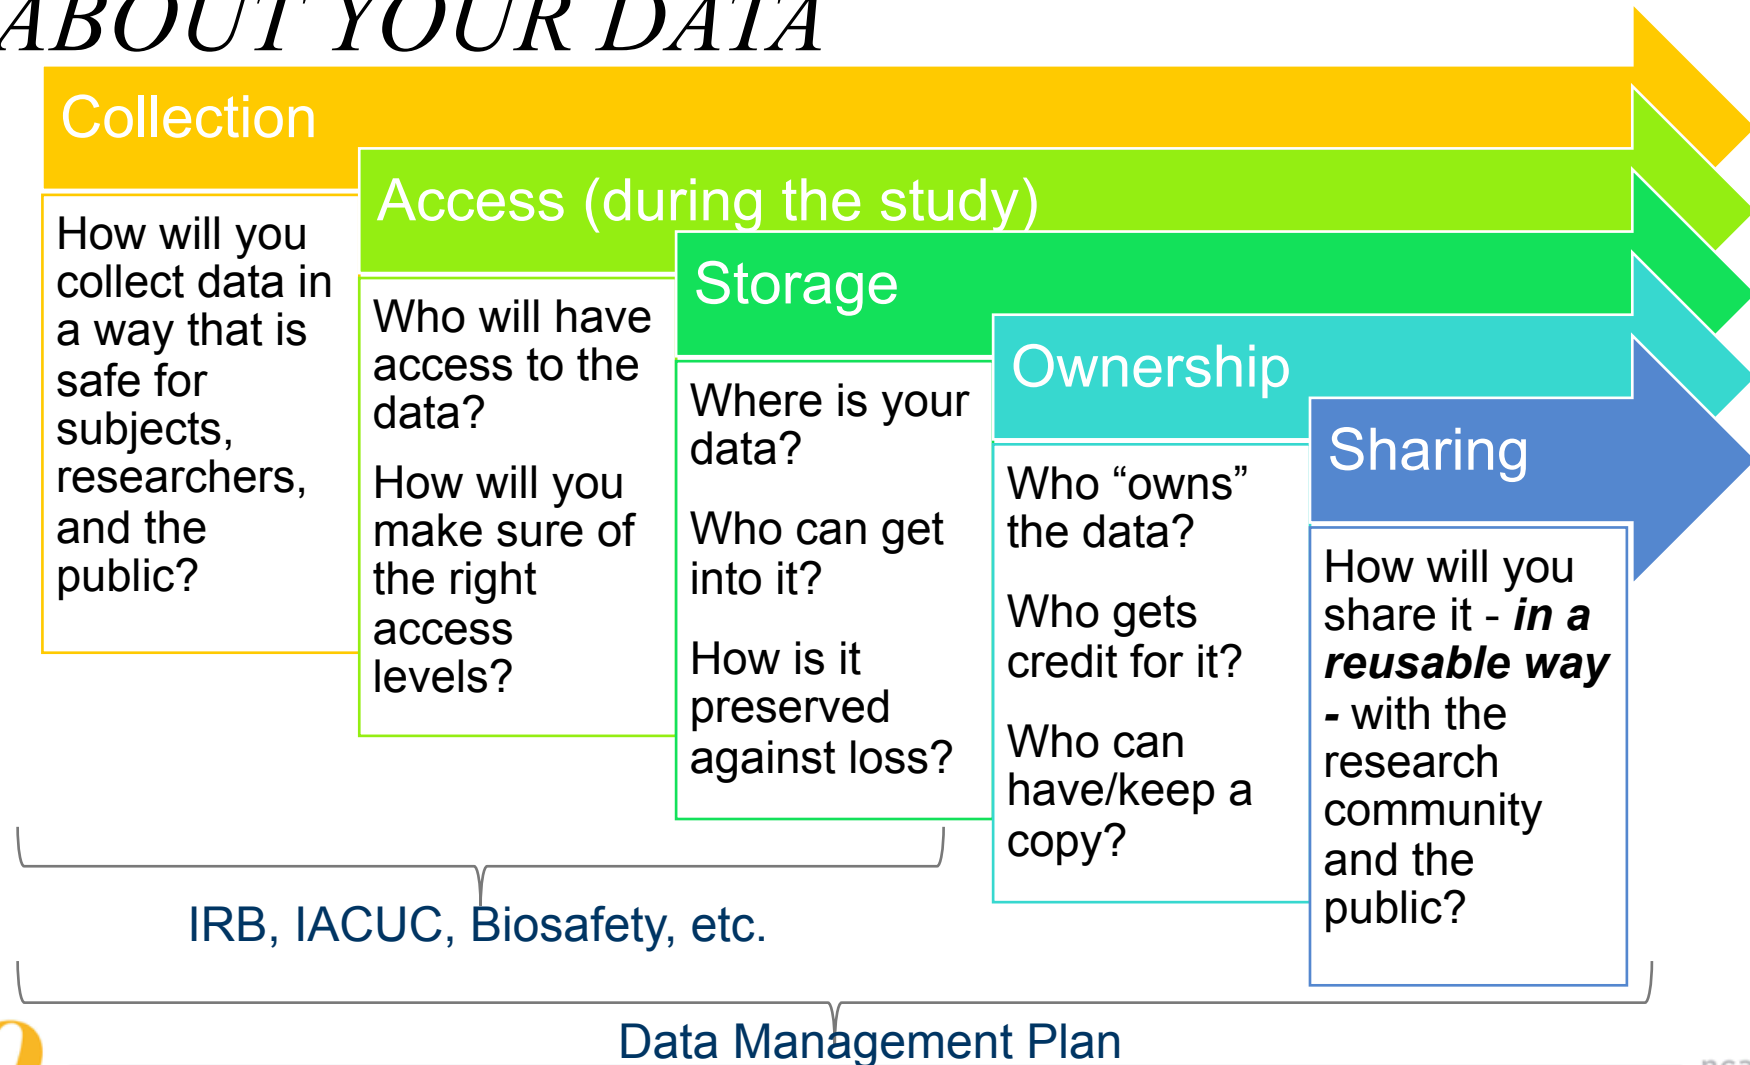 ABOUT YOUR DATA
Collection
How will you
collect data in
a way that is
safe for
subjects,
researchers,
and the
public?
Access (during the study)
Who will have
access to the
data?
How will you
make sure of
the right
access
levels?
Storage
Where is your
data?
Who can get
into it?
How is it
preserved
against loss?
Ownership
Who “owns”
the data?
Who gets
credit for it?
Who can
have/keep a
copy?
Sharing
How will you
share it - in a
reusable way
- with the
research
community
and the
public?
IRB, IACUC, Biosafety, etc.
Data Management Plan